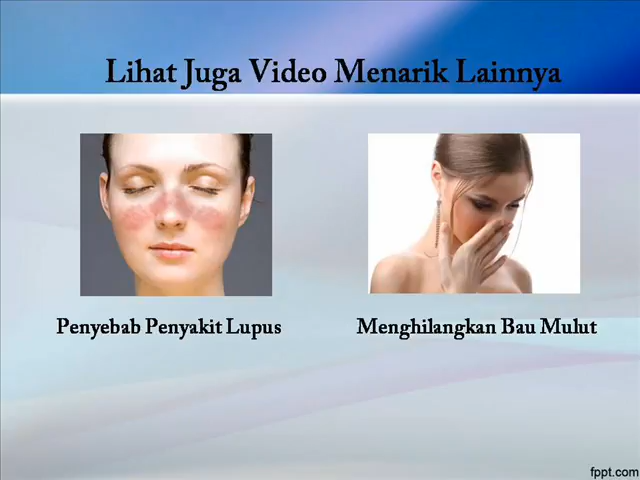 Lihat Juga Video Menarik Lainnya
Penyebab Penyakit Lupus
Menghilangkan Bau Mulut
fppt.com